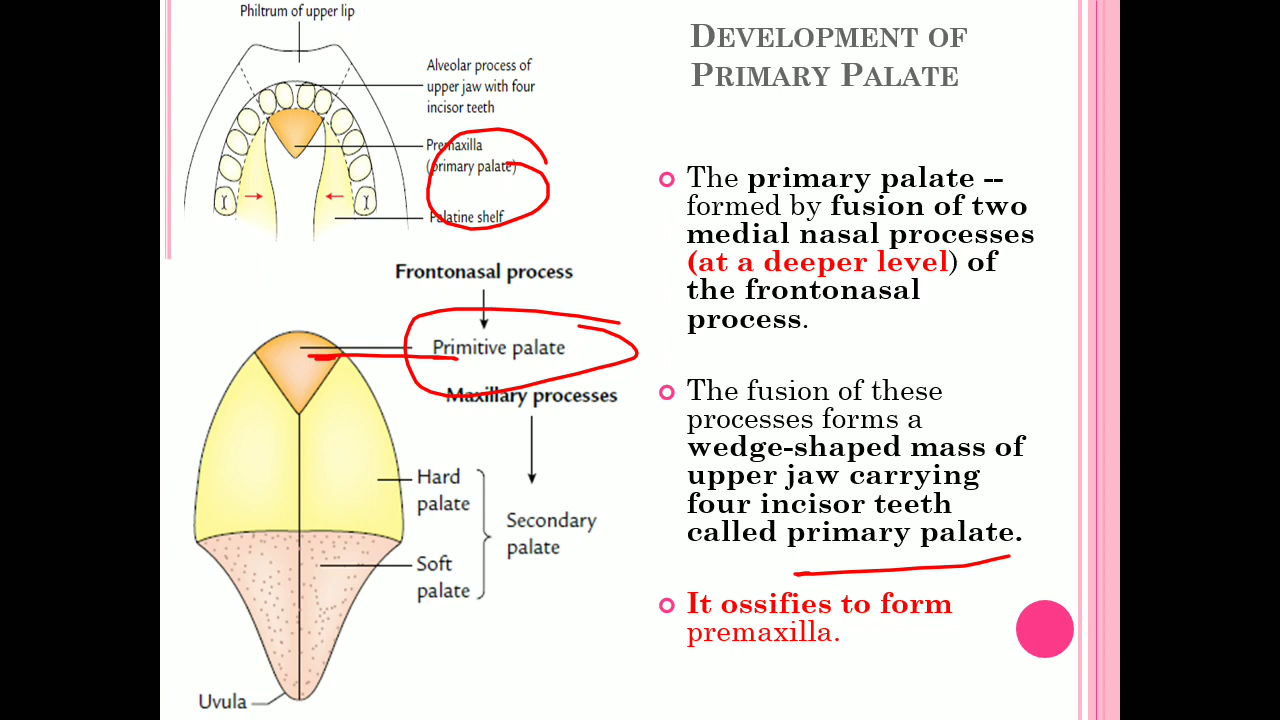 Philtrum of upper lip
Alveolar process of
upper jaw with four
incisor teeth
Premaxilla
(primary palate)
Palatine shelf
Frontonasal process
Primitive palate
Maxillary processes
Hard
palate
Secondary
palate
Soft
palate
Uvula
DEVELOPMENT OF
PRIMARY PALATE
The primary palate --
formed by fusion of two
medial nasal processes
(at a deeper level) of
the frontonasal
process.
The fusion of these
processes forms a
wedge-shaped mass of
upper jaw carrying
four incisor teeth
called primary palate.
It ossifies to form
premaxilla.